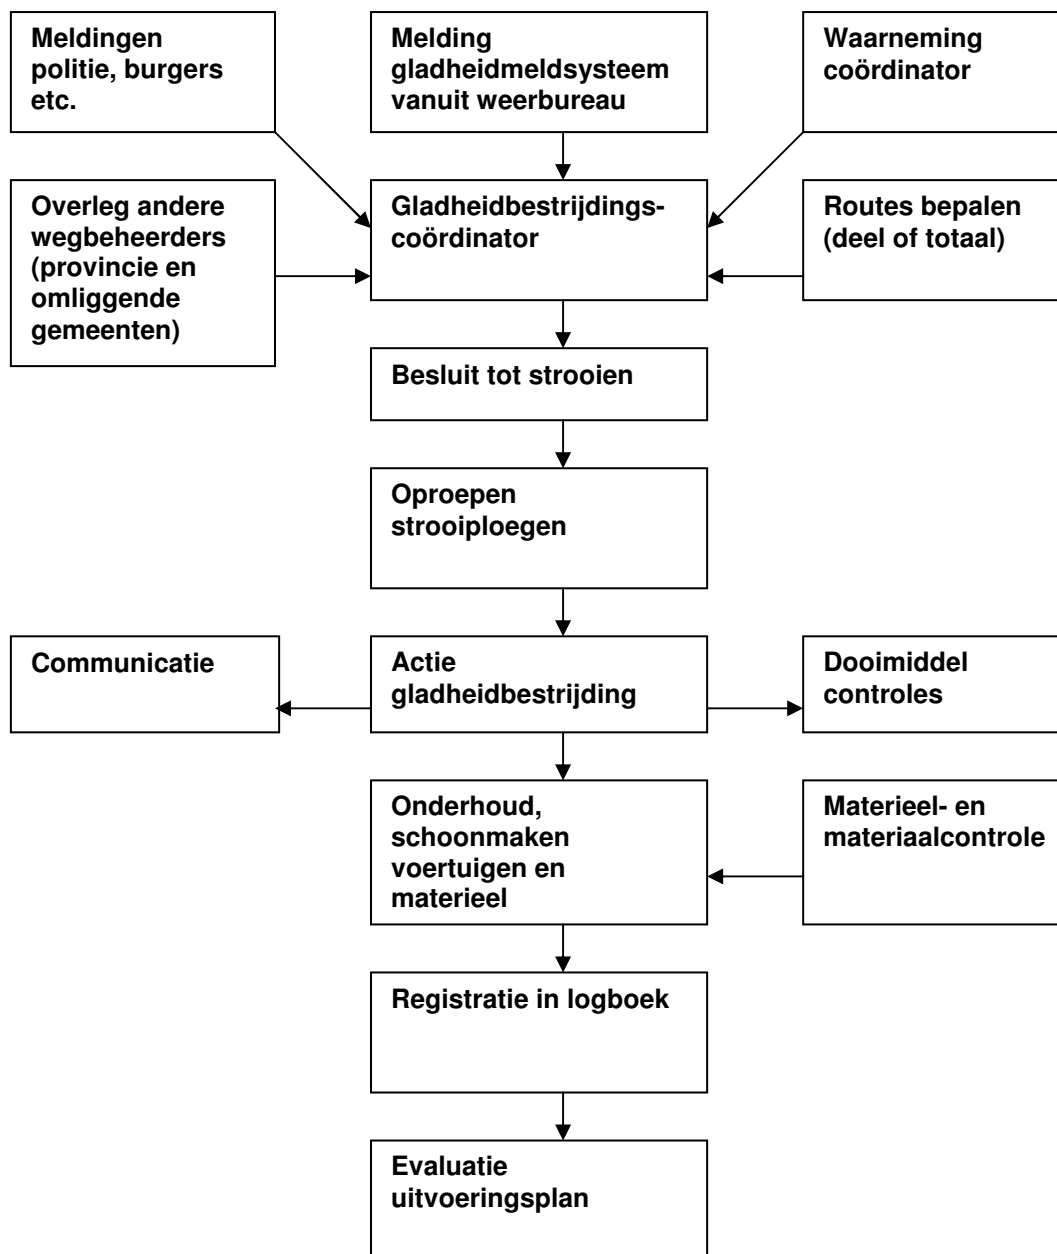 Meldingen
politie, burgers
etc.
Melding
gladheidmeldsysteem
vanuit weerbureau
Waarneming
coördinator
Overleg andere
wegbeheerders
(provincie en
omliggende
gemeenten)
Gladheidbestrijdings-
coördinator
Routes bepalen
(deel of totaal)
Besluit tot strooien
Oproepen
strooiploegen
Communicatie
Actie
gladheidbestrijding
Dooimiddel
controles
Onderhoud,
schoonmaken
voertuigen en
materieel
Materieel- en
materiaalcontrole
Registratie in logboek
Evaluatie
uitvoeringsplan